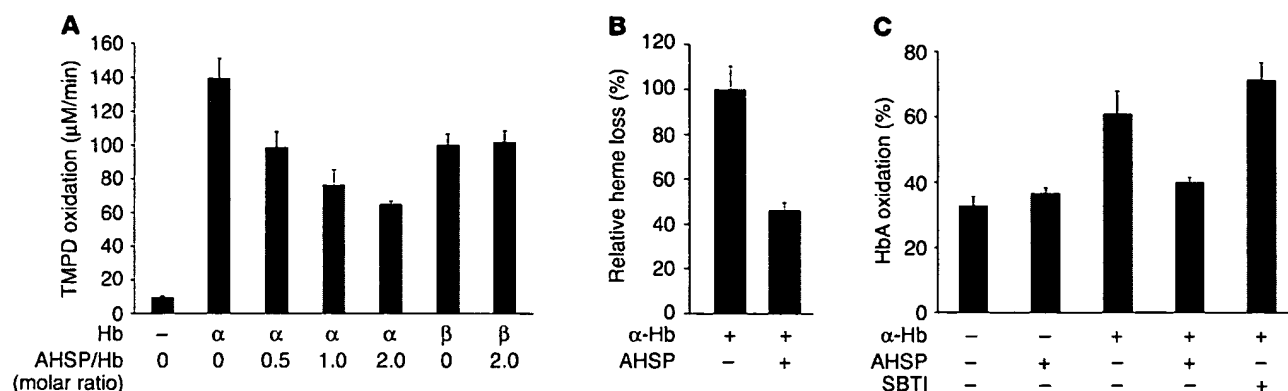 A
TMPD oxidation (µM/min)
160
140
120
100
80
60
40
20
0
Hb – α α α α β β
AHSP/Hb 0 0 0.5 1.0 2.0 0 2.0
(molar ratio)
B
Relative heme loss (%)
120
100
80
60
40
20
0
α-Hb + +
AHSP – +
C
HbA oxidation (%)
80
60
40
20
0
α-Hb – – + + +
AHSP – + – + –
SBTI – – – – +